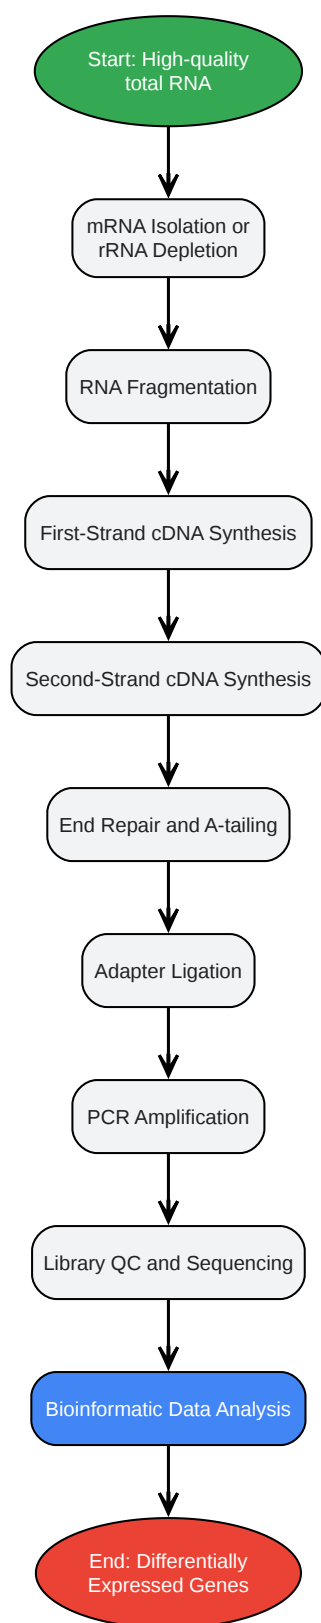 Start: High-quality
total RNA
mRNA Isolation or
rRNA Depletion
RNA Fragmentation
First-Strand cDNA Synthesis
Second-Strand cDNA Synthesis
End Repair and A-tailing
Adapter Ligation
PCR Amplification
Library QC and Sequencing
Bioinformatic Data Analysis
End: Differentially
Expressed Genes